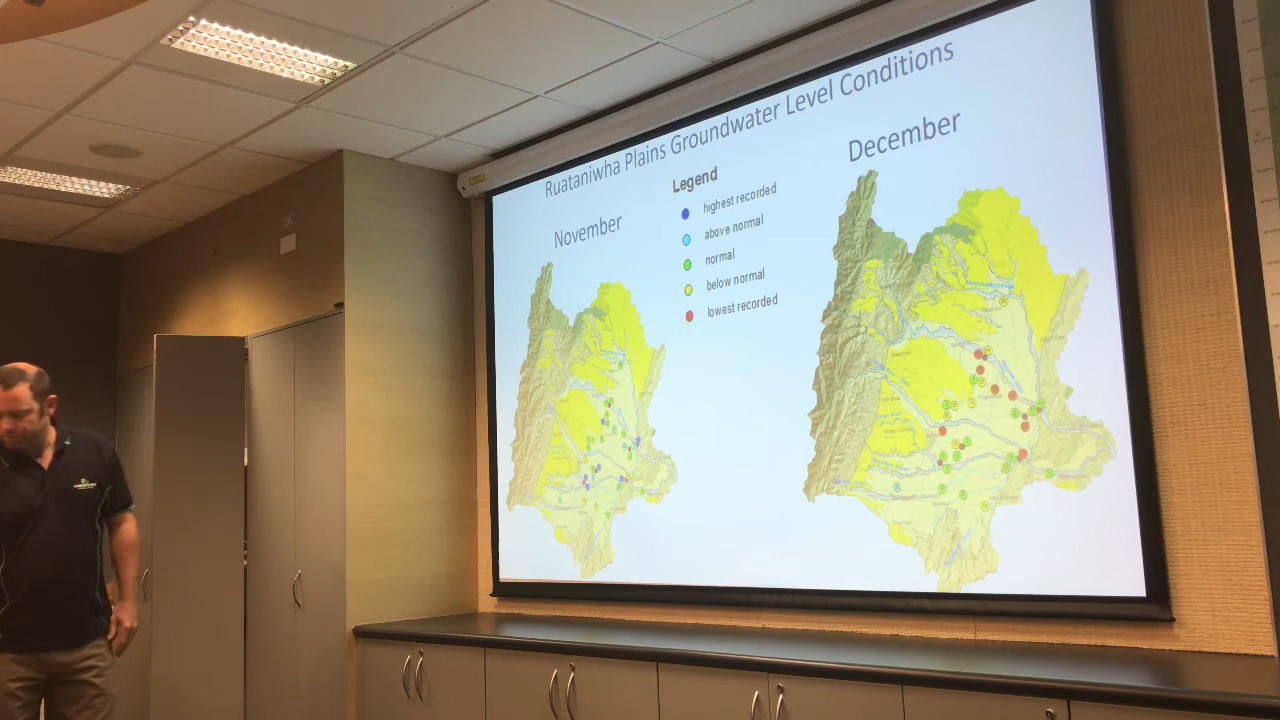 Ruataniwha Plains Groundwater Level Conditions
November
Legend
highest recorded
above normal
normal
below normal
lowest recorded
December